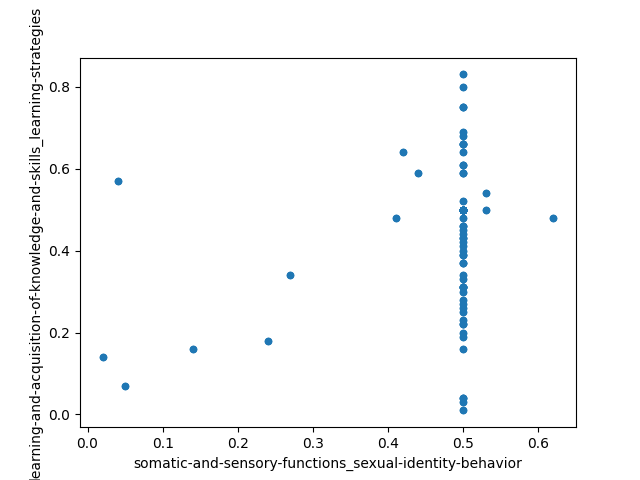 learning-and-acquisition-of-knowledge-and-skills_learning-strategies
0.8
0.6
0.4
0.2
0.0
0.0 0.1 0.2 0.3 0.4 0.5 0.6
somatic-and-sensory-functions_sexual-identity-behavior